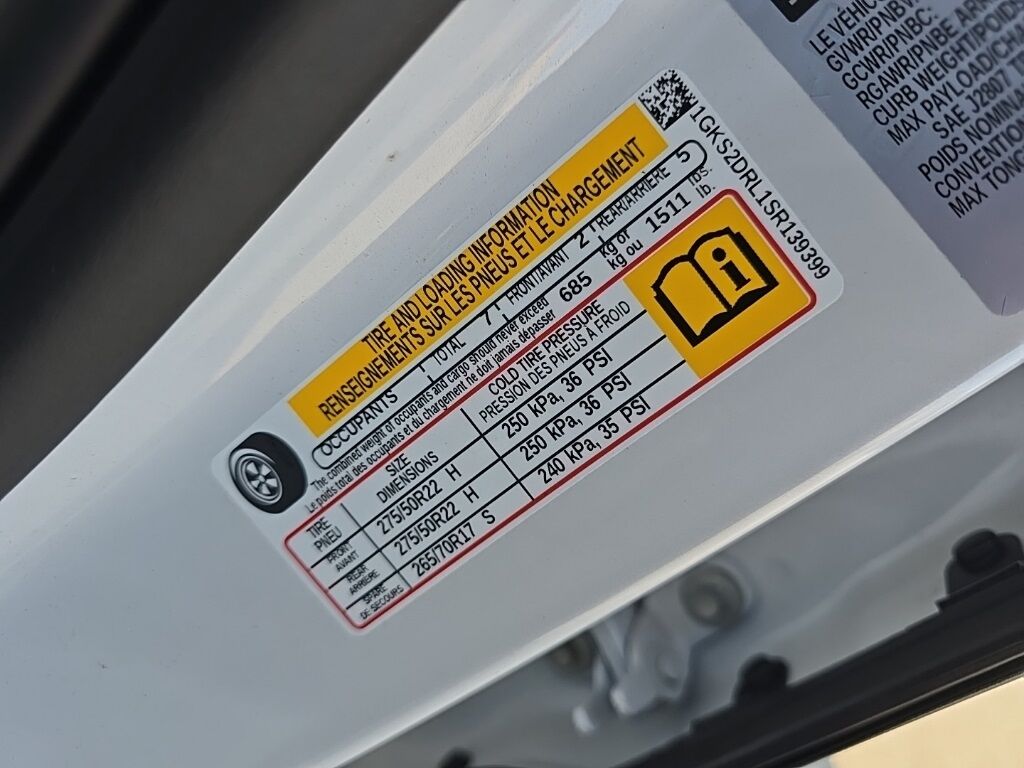 TIRE AND LOADING INFORMATION
RENSEIGNEMENTS SUR LES PNEUS ET LE CHARGEMENT
OCCUPANTS TOTAL 7 FRONT/AVANT 2 REAR/ARRIERE 5
The combined weight of occupants and cargo should never exceed 685 kg or 1511 lbs.
Le poids total des occupants et du chargement ne doit jamais dépasser kg ou lb.
TIRE SIZE COLD TIRE PRESSURE
PNEU DIMENSIONS PRESSION DES PNEUS A FROID
FRONT AVANT 275/50R22 H 250 kPa, 36 PSI
REAR ARRIERE 275/50R22 H 250 kPa, 36 PSI
SPARE DE SECOURS 265/70R17 S 240 kPa, 35 PSI
1GKS2DRL1SR139399
LE VÉHIC
GVWR/PNBV
GCWR/PNBC:
RGAWR/PNBE ARR
CURB WEIGHT/POIDS
MAX PAYLOAD/CHA
SAE J2807 T
POIDS NOMINA
CONVENTION
MAX TONG